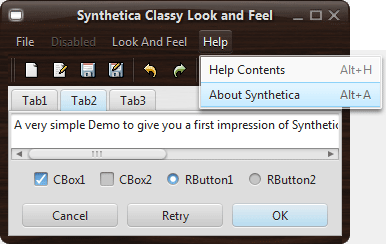 Synthetica Classy Look and Feel
File Disabled Look And Feel Help
Help Contents Alt+H
About Synthetica Alt+A
Tab1 Tab2 Tab3
A very simple Demo to give you a first impression of Synthetic
CBox1 CBox2 RButton1 RButton2
Cancel Retry OK